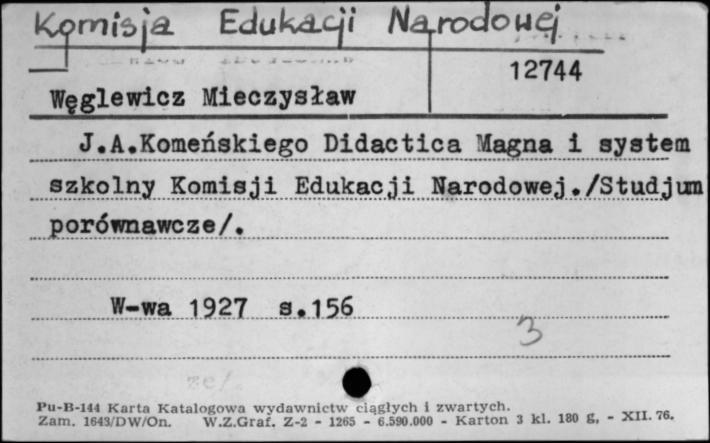 Komisja Edukacji Narodowej
12744
Węglewicz Mieczysław
J.A.Komeńskiego Didactica Magna i system
szkolny Komisji Edukacji Narodowej./Studjum
porównawcze/.
W-wa 1927 s.156
3
ze/.
Pu-B-144 Karta Katalogowa wydawnictw ciągłych i zwartych.
Zam. 1643/DW/On. W.Z.Graf. Z-2 - 1265 - 6.590.000 - Karton 3 kl. 180 g. - XII. 76.